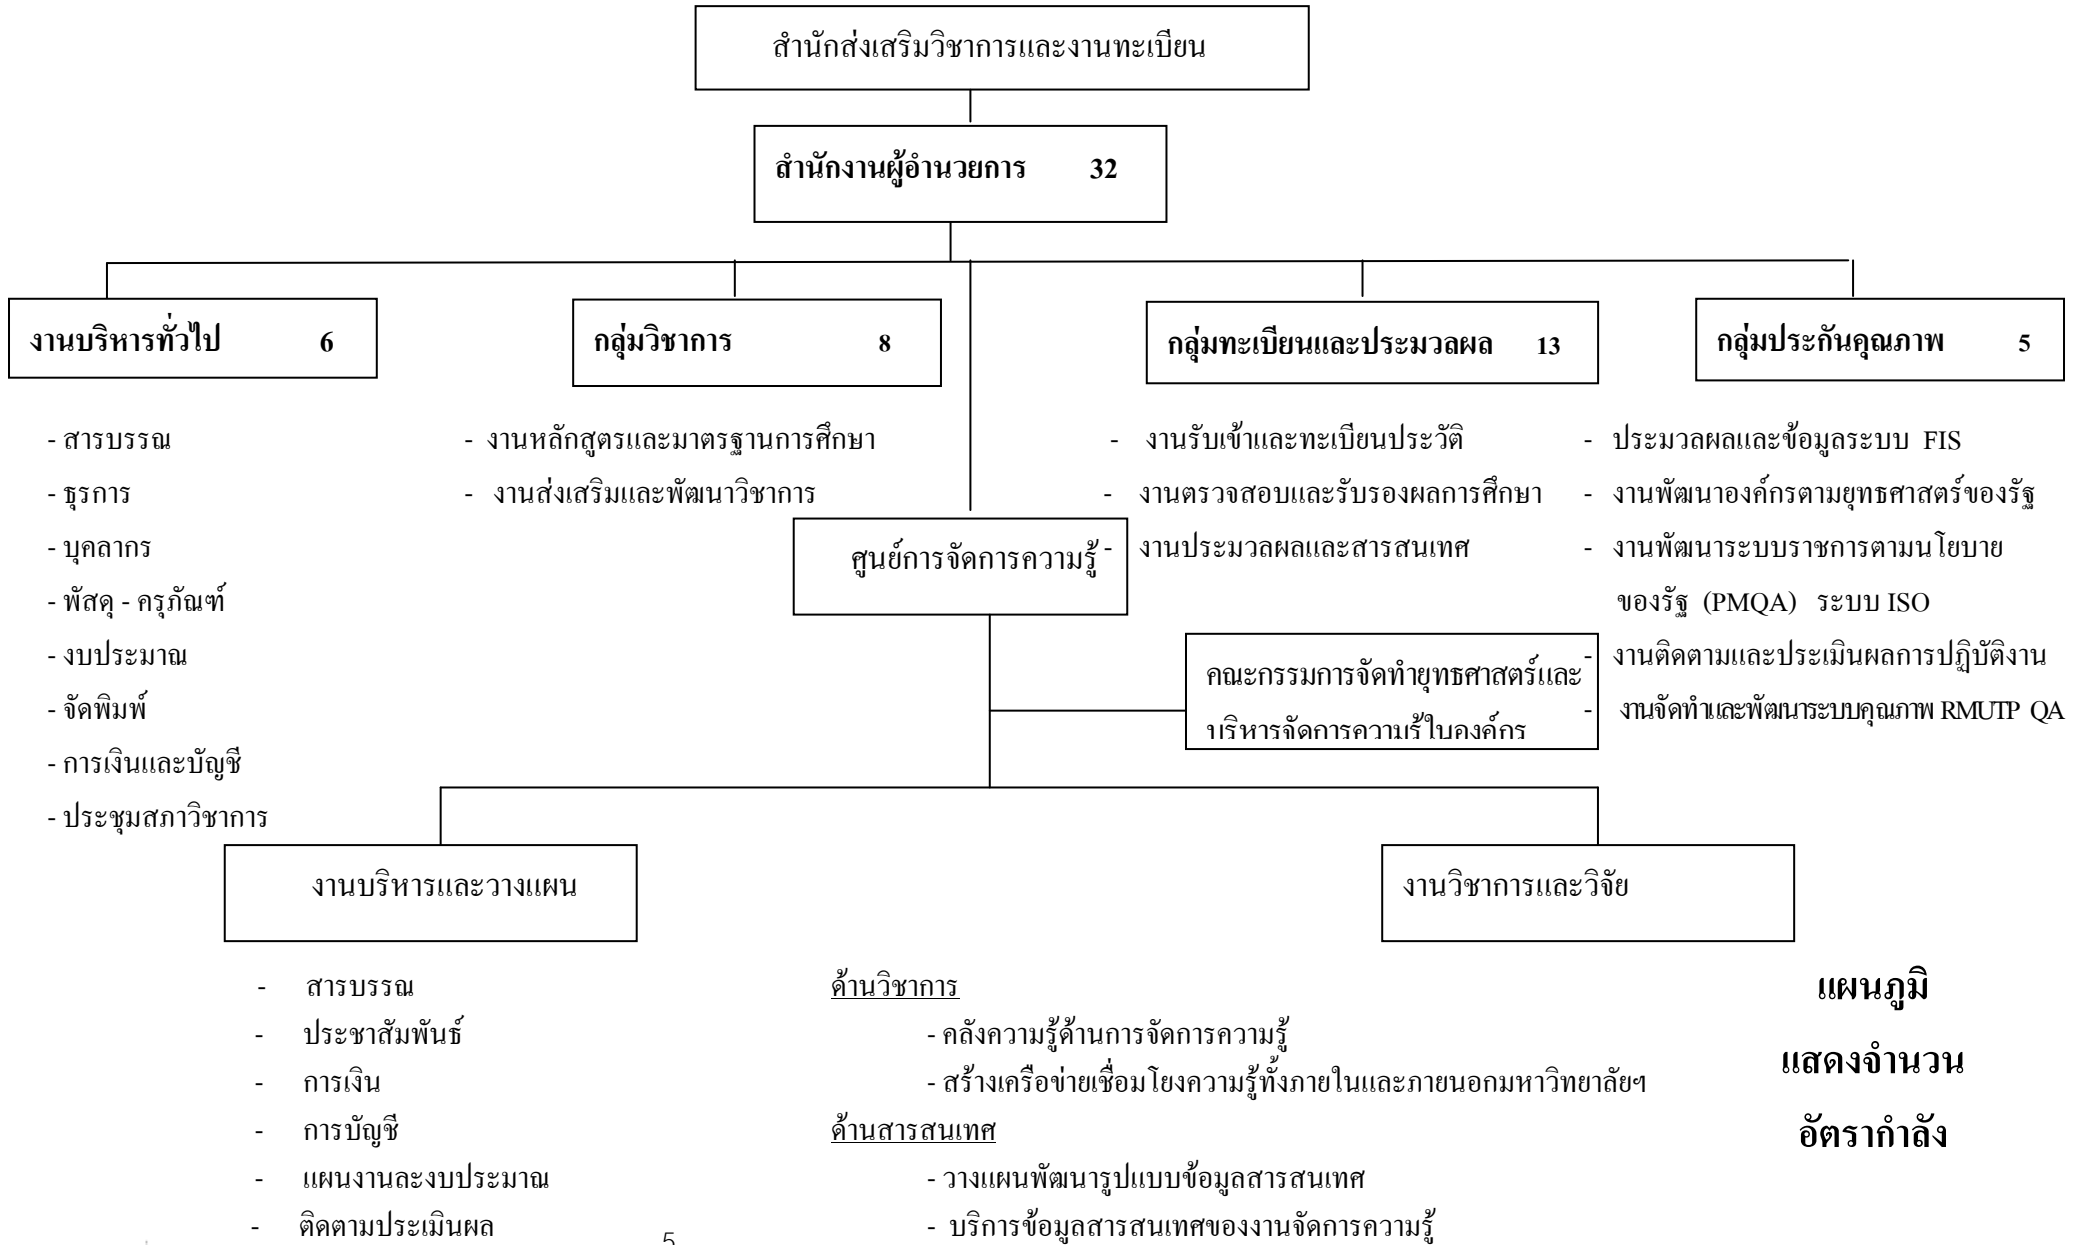 สำนักส่งเสริมวิชาการและงานทะเบียน
สำนักงานผู้อำนวยการ 32
งานบริหารทั่วไป 6
กลุ่มวิชาการ 8
กลุ่มทะเบียนและประมวลผล 13
กลุ่มประกันคุณภาพ 5
- สารบรรณ
- ธุรการ
- บุคลากร
- พัสดุ - ครุภัณฑ์
- งบประมาณ
- จัดพิมพ์
- การเงินและบัญชี
- ประชุมสภาวิชาการ
- งานหลักสูตรและมาตรฐานการศึกษา
- งานส่งเสริมและพัฒนาวิชาการ
- งานรับเข้าและทะเบียนประวัติ
- งานตรวจสอบและรับรองผลการศึกษา
- งานประมวลผลและสารสนเทศ
- ประมวลผลและข้อมูลระบบ FIS
- งานพัฒนาองค์กรตามยุทธศาสตร์ของรัฐ
- งานพัฒนาระบบราชการตามนโยบาย
ของรัฐ (PMQA) ระบบ ISO
- งานติดตามและประเมินผลการปฏิบัติงาน
- งานจัดทำและพัฒนาระบบคุณภาพ RMUTP QA
ศูนย์การจัดการความรู้
คณะกรรมการจัดทำยุทธศาสตร์และ
บริหารจัดการความรู้ในองค์กร
งานบริหารและวางแผน
งานวิชาการและวิจัย
- สารบรรณ
- ประชาสัมพันธ์
- การเงิน
- การบัญชี
- แผนงานละงบประมาณ
- ติดตามประเมินผล
ด้านวิชาการ
- คลังความรู้ด้านการจัดการความรู้
- สร้างเครือข่ายเชื่อมโยงความรู้ทั้งภายในและภายนอกมหาวิทยาลัยฯ
ด้านสารสนเทศ
- วางแผนพัฒนารูปแบบข้อมูลสารสนเทศ
- บริการข้อมูลสารสนเทศของงานจัดการความรู้
แผนภูมิ
แสดงจำนวน
อัตรากำลัง
5